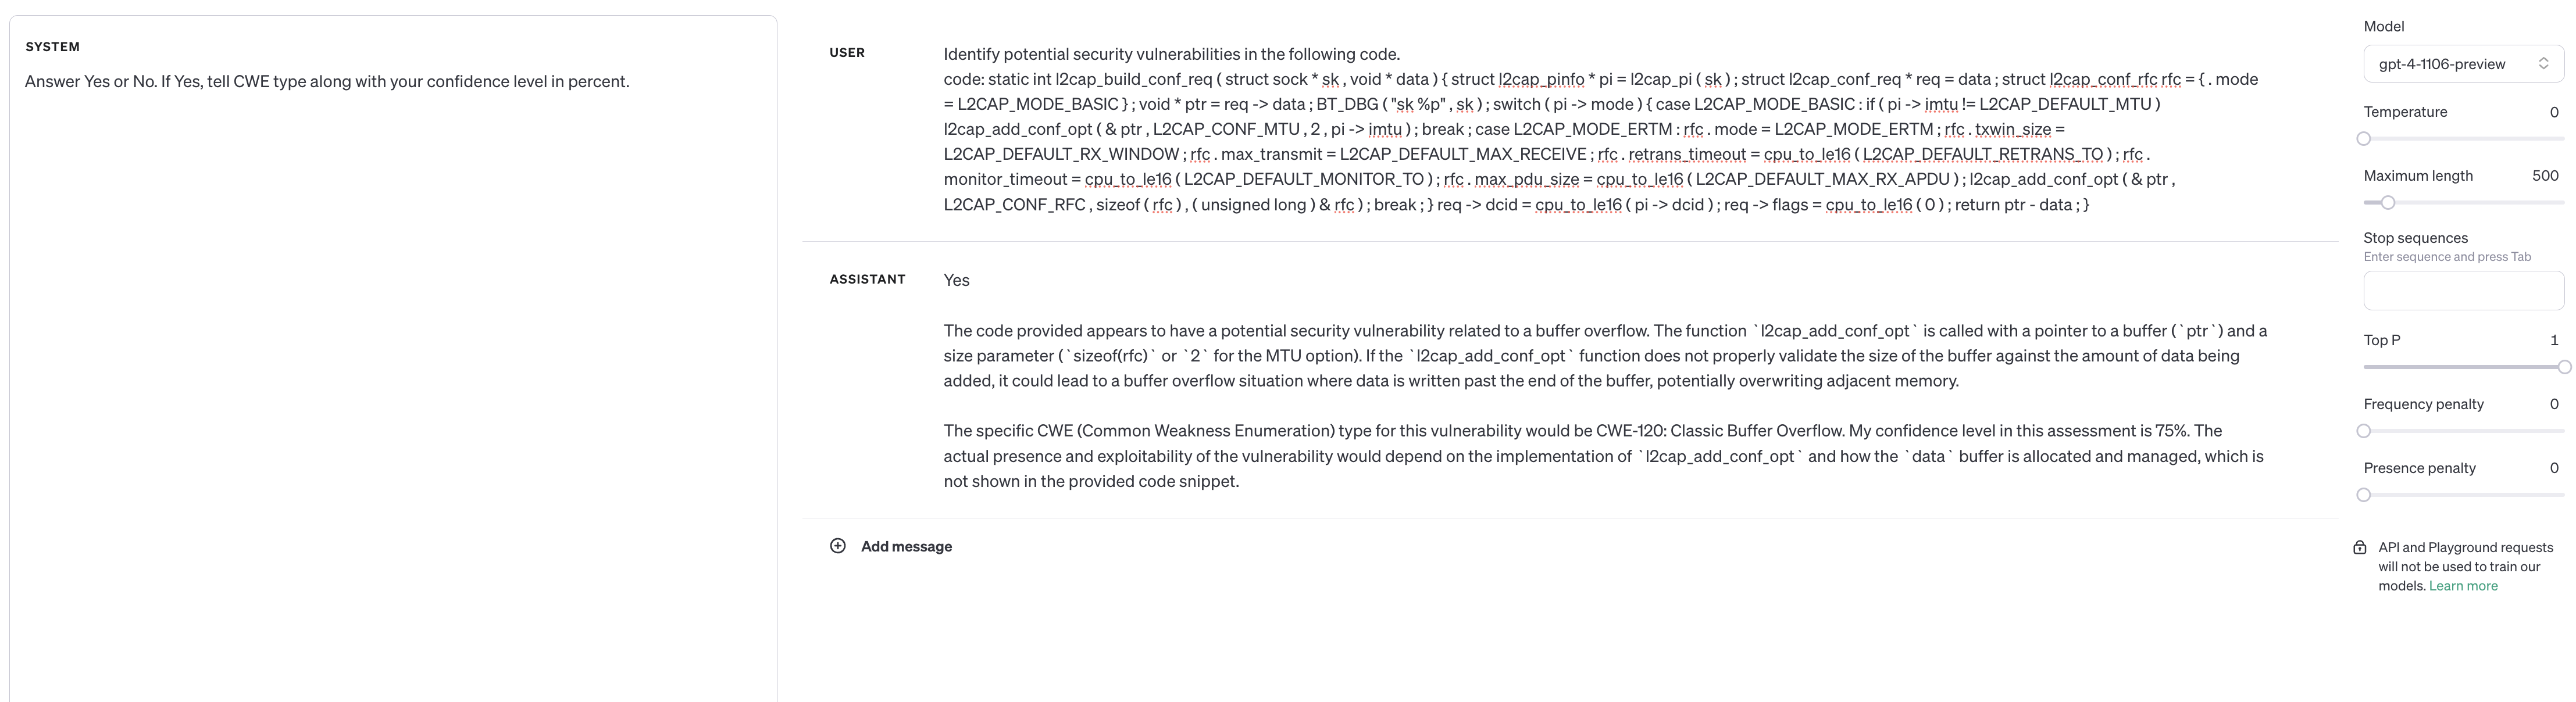 SYSTEM
Answer Yes or No. If Yes, tell CWE type along with your confidence level in percent.
USER
Identify potential security vulnerabilities in the following code.
code: static int l2cap_build_conf_req ( struct sock * sk , void * data ) { struct l2cap_pinfo * pi = l2cap_pi ( sk ) ; struct l2cap_conf_req * req = data ; struct l2cap_conf_rfc rfc = { . mode
= L2CAP_MODE_BASIC } ; void * ptr = req -> data ; BT_DBG ( "sk %p" , sk ) ; switch ( pi -> mode ) { case L2CAP_MODE_BASIC : if ( pi -> imtu != L2CAP_DEFAULT_MTU )
l2cap_add_conf_opt ( & ptr , L2CAP_CONF_MTU , 2 , pi -> imtu ) ; break ; case L2CAP_MODE_ERTM : rfc . mode = L2CAP_MODE_ERTM ; rfc . txwin_size =
L2CAP_DEFAULT_RX_WINDOW ; rfc . max_transmit = L2CAP_DEFAULT_MAX_RECEIVE ; rfc . retrans_timeout = cpu_to_le16 ( L2CAP_DEFAULT_RETRANS_TO ) ; rfc .
monitor_timeout = cpu_to_le16 ( L2CAP_DEFAULT_MONITOR_TO ) ; rfc . max_pdu_size = cpu_to_le16 ( L2CAP_DEFAULT_MAX_RX_APDU ) ; l2cap_add_conf_opt ( & ptr ,
L2CAP_CONF_RFC , sizeof ( rfc ) , ( unsigned long ) & rfc ) ; break ; } req -> dcid = cpu_to_le16 ( pi -> dcid ) ; req -> flags = cpu_to_le16 ( 0 ) ; return ptr - data ; }
ASSISTANT
Yes
The code provided appears to have a potential security vulnerability related to a buffer overflow. The function `l2cap_add_conf_opt` is called with a pointer to a buffer (`ptr`) and a
size parameter (`sizeof(rfc)` or `2` for the MTU option). If the `l2cap_add_conf_opt` function does not properly validate the size of the buffer against the amount of data being
added, it could lead to a buffer overflow situation where data is written past the end of the buffer, potentially overwriting adjacent memory.
The specific CWE (Common Weakness Enumeration) type for this vulnerability would be CWE-120: Classic Buffer Overflow. My confidence level in this assessment is 75%. The
actual presence and exploitability of the vulnerability would depend on the implementation of `l2cap_add_conf_opt` and how the `data` buffer is allocated and managed, which is
not shown in the provided code snippet.
Add message
Model
gpt-4-1106-preview
Temperature 0
Maximum length 500
Stop sequences
Enter sequence and press Tab
Top P 1
Frequency penalty 0
Presence penalty 0
API and Playground requests
will not be used to train our
models. Learn more